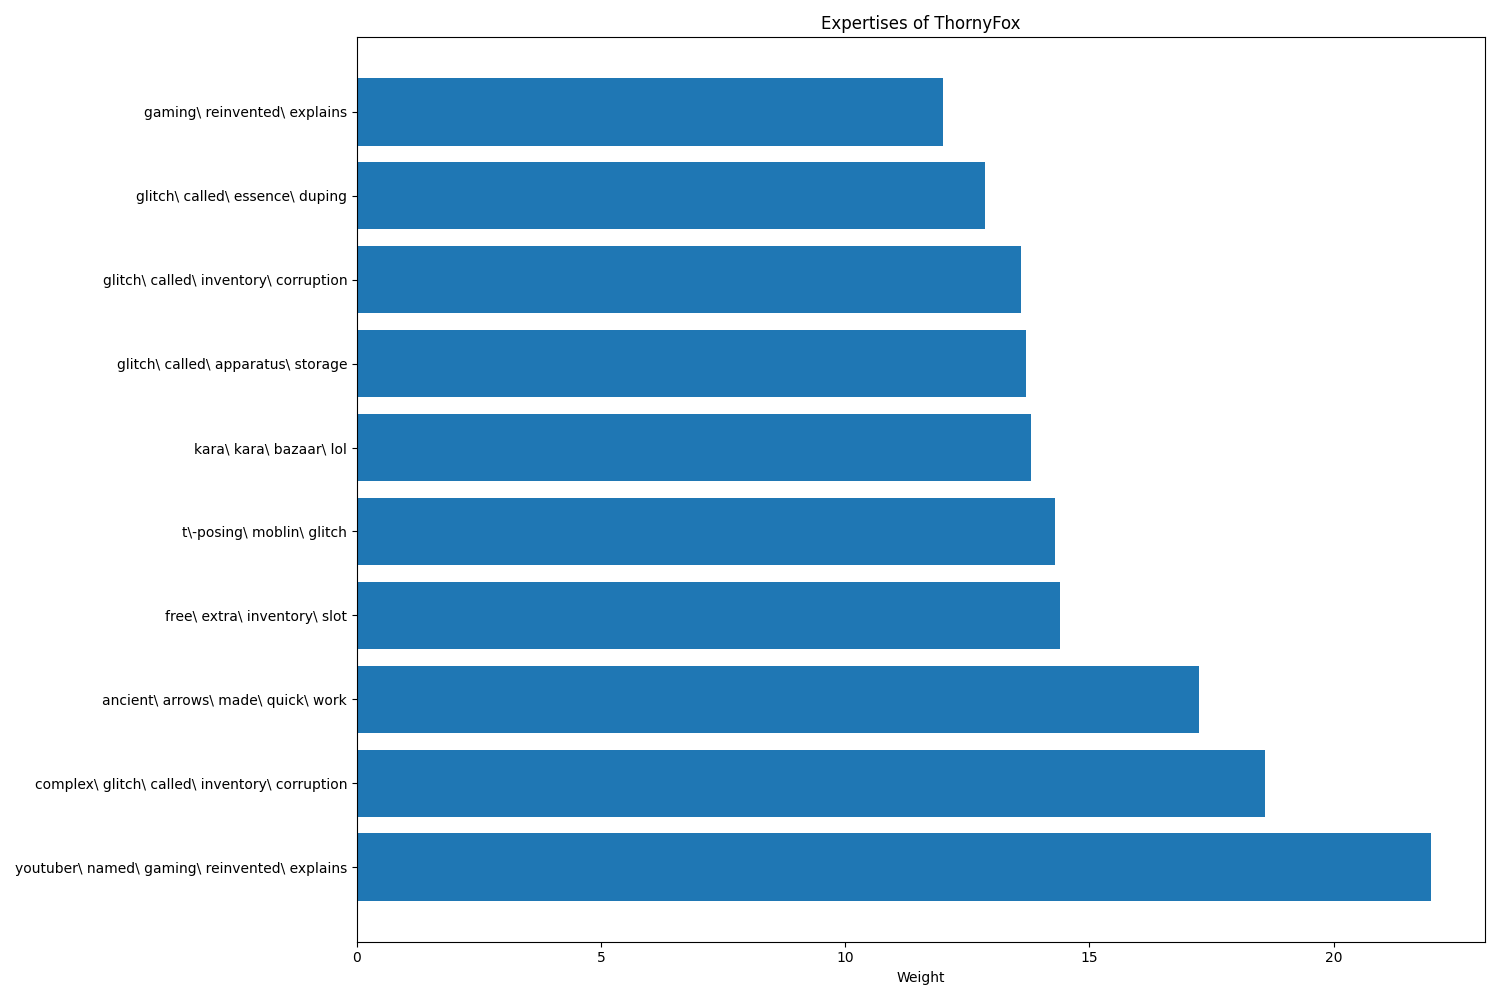 Expertises of ThornyFox
gaming\ reinvented\ explains
glitch\ called\ essence\ duping
glitch\ called\ inventory\ corruption
glitch\ called\ apparatus\ storage
kara\ kara\ bazaar\ lol
t\-posing\ moblin\ glitch
free\ extra\ inventory\ slot
ancient\ arrows\ made\ quick\ work
complex\ glitch\ called\ inventory\ corruption
youtuber\ named\ gaming\ reinvented\ explains
0 5 10 15 20
Weight